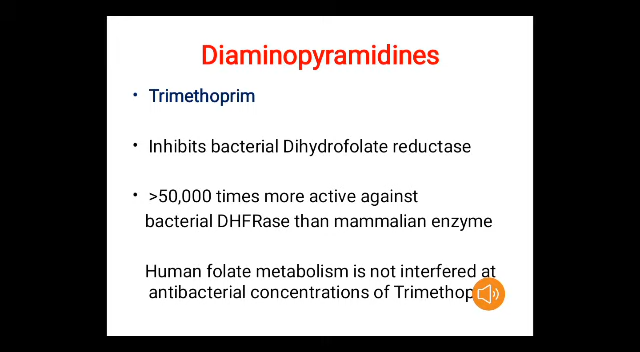 Diaminopyramidines
• Trimethoprim
• Inhibits bacterial Dihydrofolate reductase
• >50,000 times more active against
bacterial DHFRase than mammalian enzyme
Human folate metabolism is not interfered at
antibacterial concentrations of